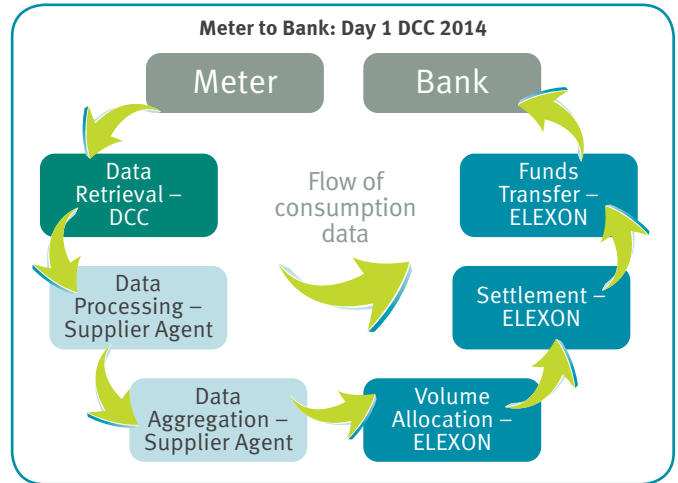 Meter to Bank: Day 1 DCC 2014
Meter
Bank
Data
Retrieval –
DCC
Flow of
consumption
data
Funds
Transfer –
ELEXON
Data
Processing –
Supplier Agent
Settlement –
ELEXON
Data
Aggregation –
Supplier Agent
Volume
Allocation –
ELEXON